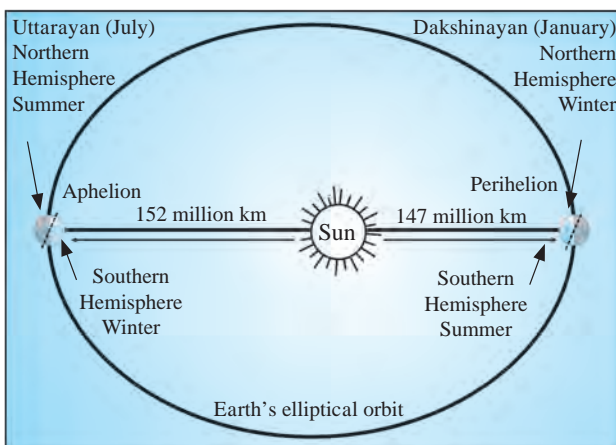 Uttarayan (July)
Northern
Hemisphere
Summer
Dakshinayan (January)
Northern
Hemisphere
Winter
Aphelion
Perihelion
152 million km
Sun
147 million km
Southern
Hemisphere
Winter
Southern
Hemisphere
Summer
Earth's elliptical orbit